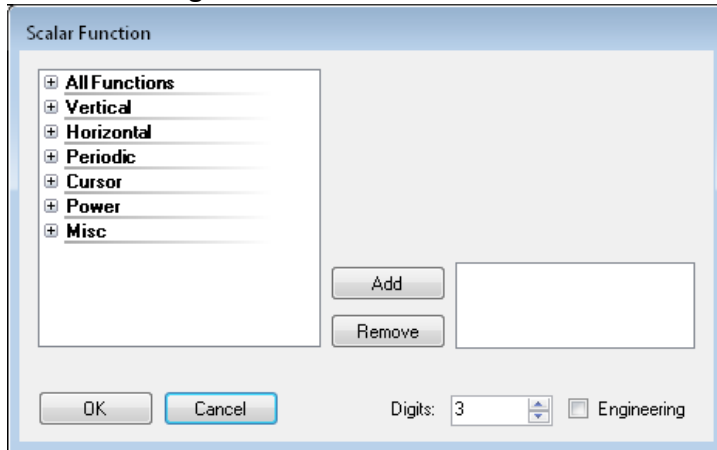 Scalar Function
All Functions
Vertical
Horizontal
Periodic
Cursor
Power
Misc
Add
Remove
OK Cancel Digits: 3 Engineering